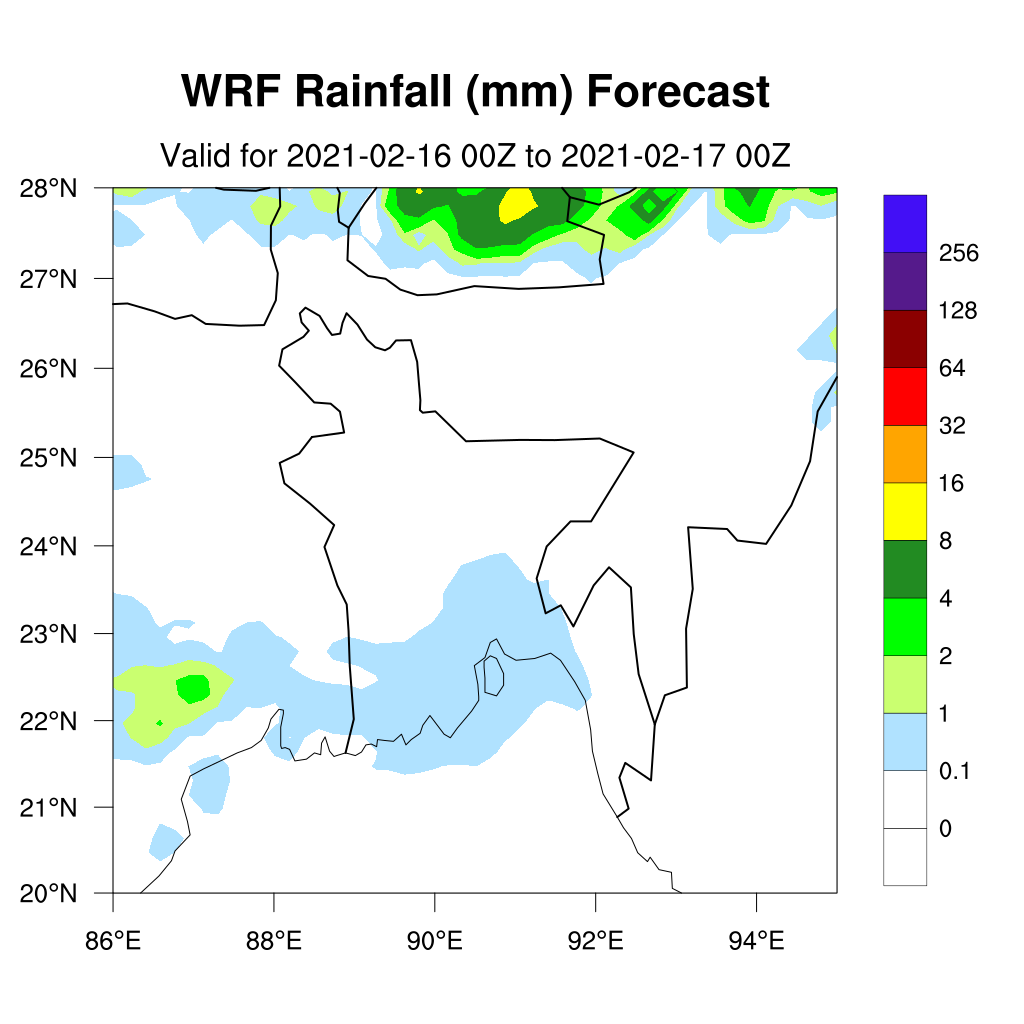 WRF Rainfall (mm) Forecast
Valid for 2021-02-16 00Z to 2021-02-17 00Z
28°N
27°N
26°N
25°N
24°N
23°N
22°N
21°N
20°N
86°E 88°E 90°E 92°E 94°E
256
128
64
32
16
8
4
2
1
0.1
0